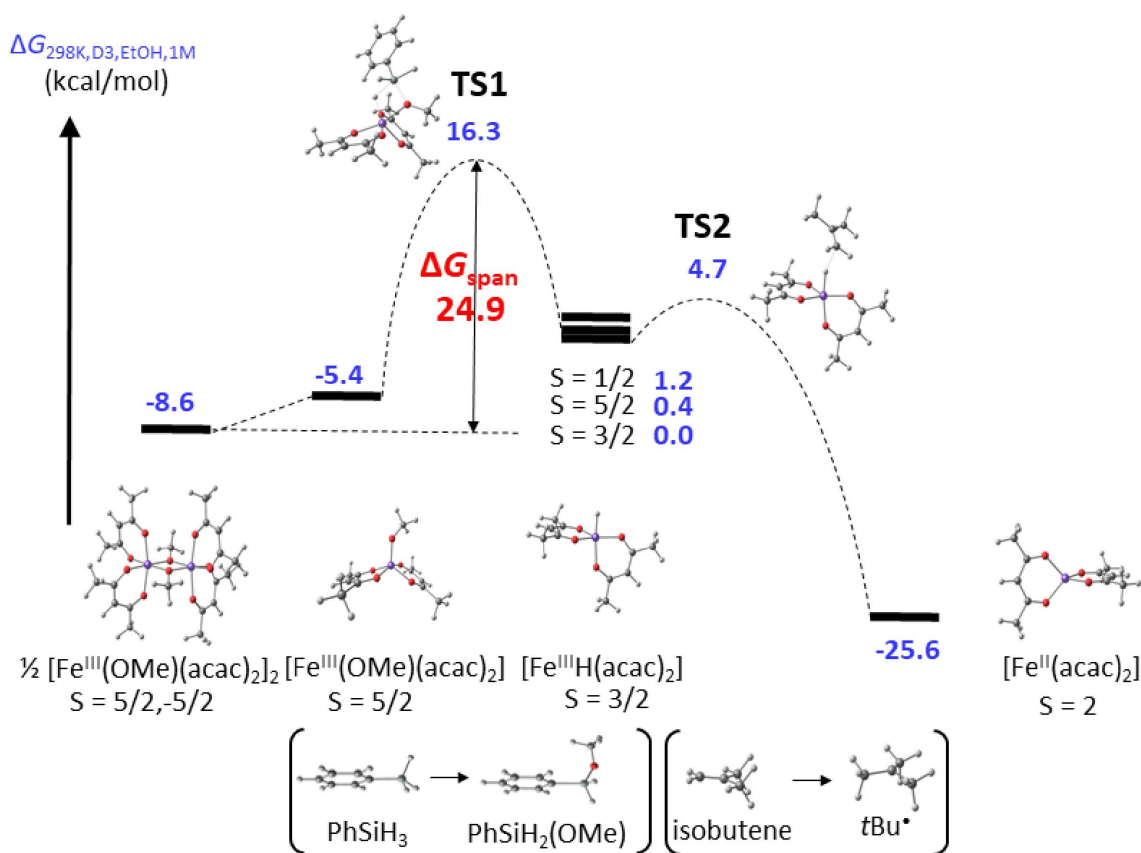 ΔG298K,D3,EtOH,1M
(kcal/mol)
TS1
16.3
TS2
4.7
ΔGspan
24.9
-8.6
-5.4
S = 1/2 1.2
S = 5/2 0.4
S = 3/2 0.0
-25.6
½ [FeIII(OMe)(acac)2]2
S = 5/2,-5/2
[FeIII(OMe)(acac)2]
S = 5/2
[FeIIIH(acac)2]
S = 3/2
[FeII(acac)2]
S = 2
PhSiH3
PhSiH2(OMe)
isobutene
tBu•